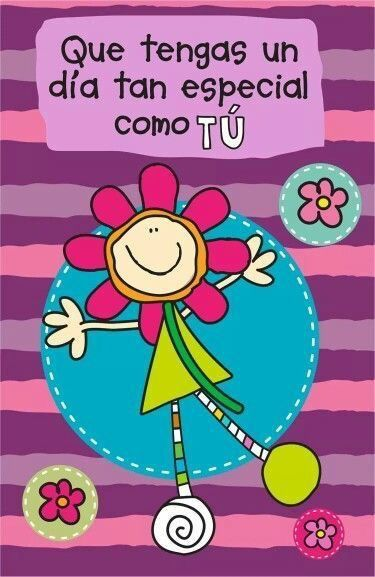 Que tengas un
día tan especial
como TÚ